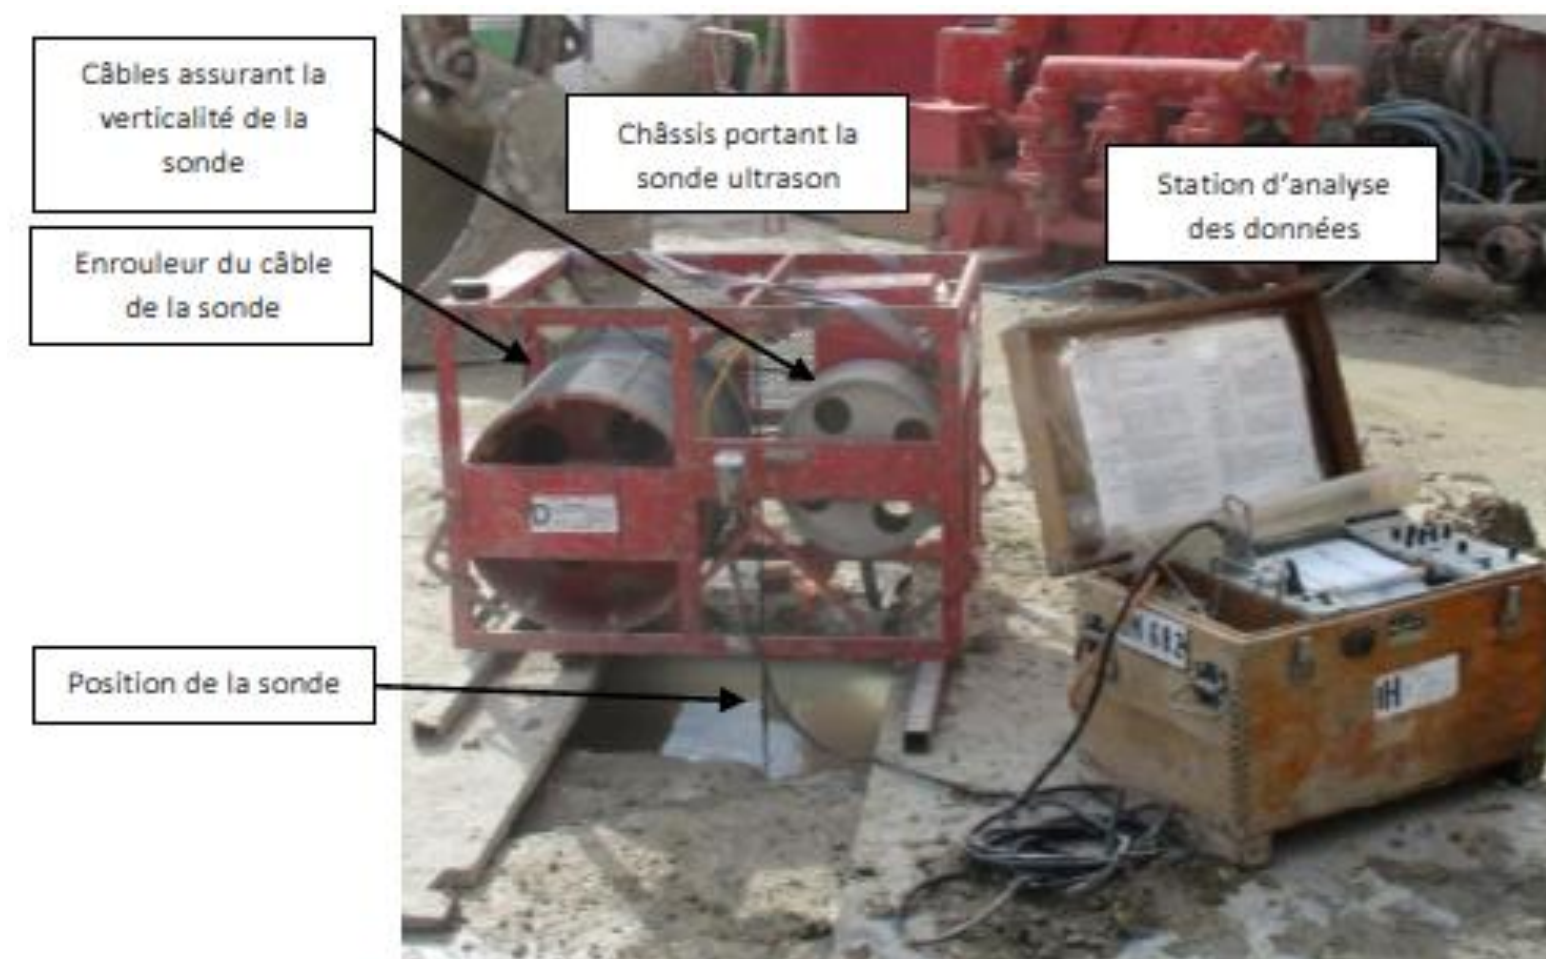 Câbles assurant la
verticalité de la
sonde
Châssis portant la
sonde ultrason
Station d'analyse
des données
Enrouleur du câble
de la sonde
Position de la sonde
682
H